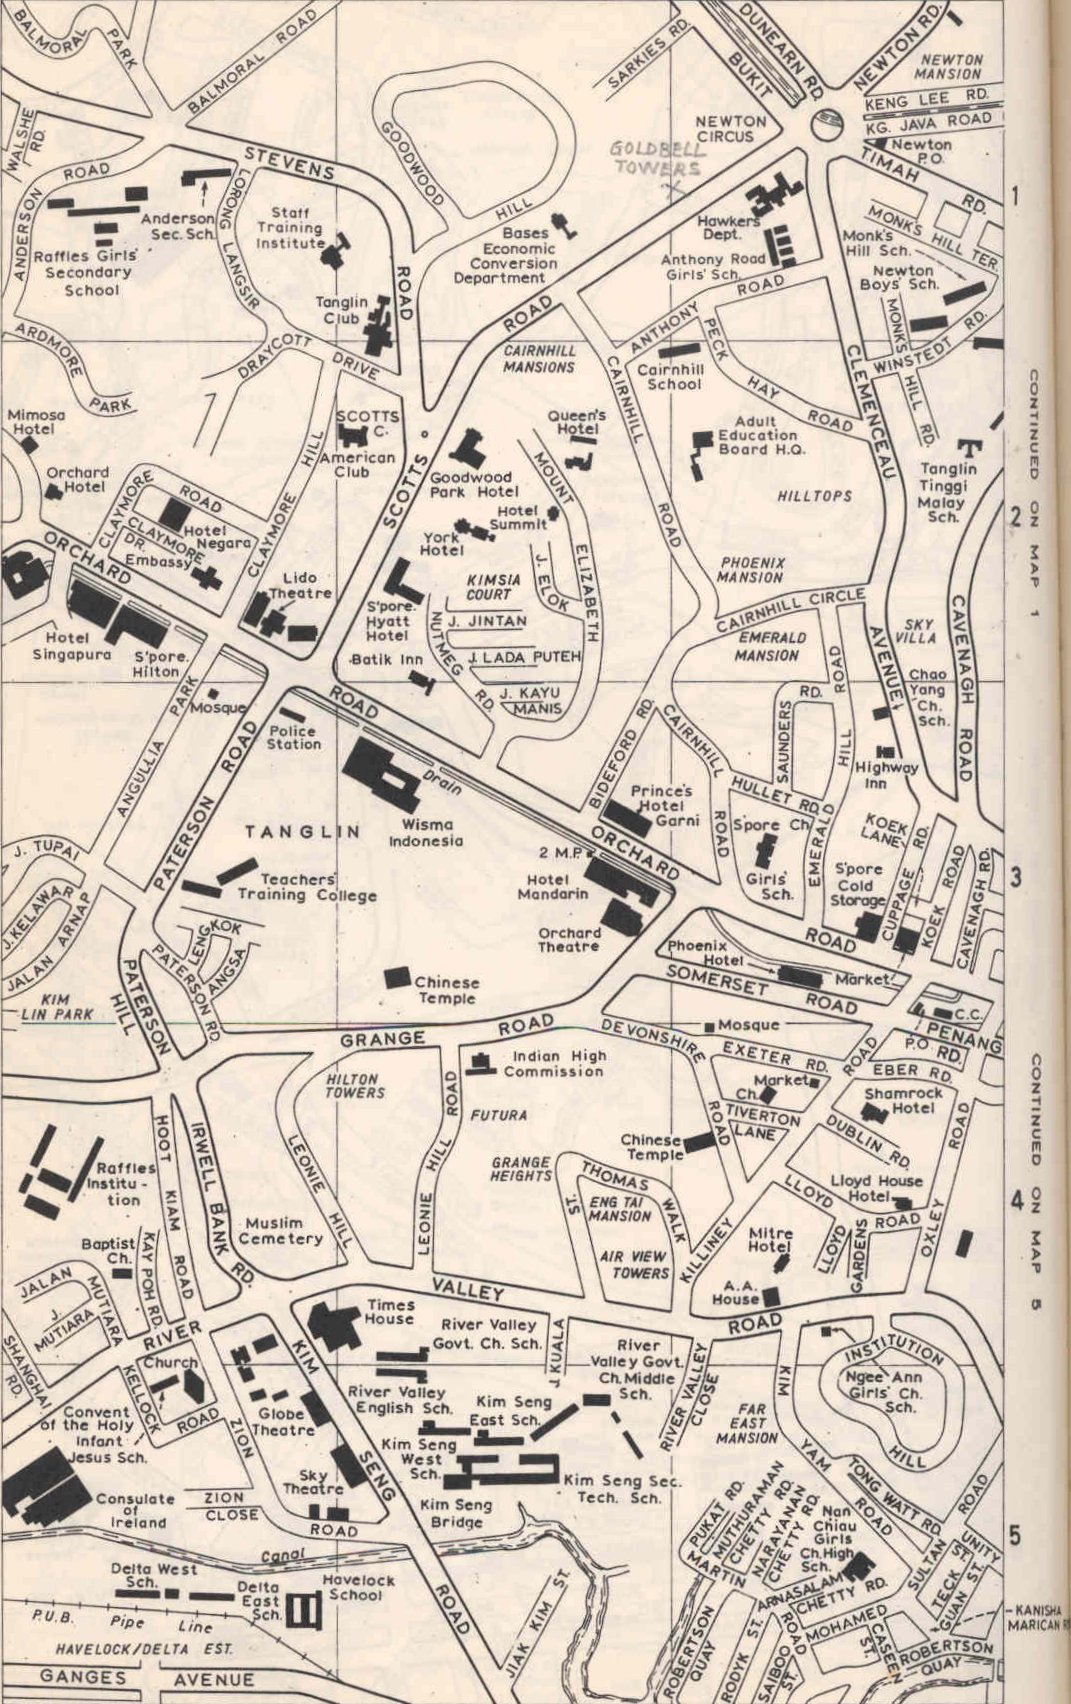 BALMORAL
PARK
BALMORAL ROAD
SARKIES RD.
DUNEARN RD.
BUKIT
NEWTON RD.
NEWTON
MANSION
KENG LEE RD.
KG. JAVA ROAD
NEWTON
CIRCUS
Newton
P.O.
TIMAH
RD.
GOLDBELL
TOWERS
X
WALSHE
RD.
STEVENS
ROAD
GOODWOOD
HILL
ANDERSON
ROAD
Anderson
Sec. Sch.
LORONG LANGSIR
Staff
Training
Institute
Raffles Girls'
Secondary
School
Bases
Economic
Conversion
Department
Hawkers
Dept.
Anthony Road
Girls' Sch.
MONK'S
HILL TER.
Monk's
Hill Sch.
Newton
Boys' Sch.
1
Tanglin
Club
ROAD
ANTHONY
ROAD
MONKS
HILL RD.
WINSTEDT
RD.
ARDMORE
PARK
DRAYCOTT
DRIVE
CAIRNHILL
MANSIONS
CAIRNHILL
ROAD
Cairnhill
School
PECK
HAY
ROAD
CLEMENCEAU
AVENUE
CONTINUED ON MAP 1
Mimosa
Hotel
SCOTTS
C.
American
Club
Queen's
Hotel
Adult
Education
Board H.Q.
Orchard
Hotel
CLAYMORE
ROAD
CLAYMORE
DR.
Hotel
Negara
Embassy
CLAYMORE
HILL
SCOTTS
Goodwood
Park Hotel
MOUNT
ELIZABETH
Hotel
Summit
York
Hotel
HILLTOPS
Tanglin
Tinggi
Malay
Sch.
2
ORCHARD
Lido
Theatre
S'pore.
Hyatt
Hotel
KIMSIA
COURT
J. ELOK
PHOENIX
MANSION
CAIRNHILL CIRCLE
Hotel
Singapura
S'pore.
Hilton
NUTMEG
RD.
J. JINTAN
J. LADA PUTEH
J. KAYU
MANIS
Batik Inn
EMERALD
MANSION
SKY
VILLA
CAVENAGH
ROAD
Mosque
ANGULLIA
PARK
PATERSON
ROAD
ROAD
Police
Station
Drain
BIDEFORD RD.
CAIRNHILL
ROAD
SAUNDERS
RD.
EMERALD
HILL
ROAD
Chao
Yang
Ch.
Sch.
Highway
Inn
HULLET RD.
TANGLIN
Wisma
Indonesia
Prince's
Hotel
Garni
ORCHARD
S'pore Ch
Girls'
Sch.
KOEK
LANE
S'pore
Cold
Storage
CUPPAGE
RD.
KOEK
ROAD
CAVENAGH RD.
3
J. TUPAI
J. KELAWAR
JALAN ARNAP
Teachers'
Training College
2 M.P.
Hotel
Mandarin
Orchard
Theatre
ROAD
Phoenix
Hotel
Market
LENGKOK
ANGSA
PATERSON RD
PATERSON
HILL
KIM
LIN PARK
Chinese
Temple
SOMERSET
ROAD
C.C.
PENANG
GRANGE
ROAD
DEVONSHIRE
ROAD
Mosque
EXETER RD.
ROAD
P.O. RD.
EBER RD.
HILTON
TOWERS
Indian High
Commission
Market
Ch.
TIVERTON
LANE
Shamrock
Hotel
CONTINUED ON MAP 5
LEONIE
HILL
LEONIE
HILL
ROAD
FUTURA
Chinese
Temple
DUBLIN RD.
OXLEY
ROAD
HOOT
KIAM
ROAD
IRWELL BANK
RD.
Raffles
Institu-
tion
GRANGE
HEIGHTS
ST.
THOMAS
WALK
ENG TAI
MANSION
AIR VIEW
TOWERS
KILLINEY
LLOYD
ROAD
Lloyd House
Hotel
LLOYD
GARDENS
4
Muslim
Cemetery
Mitre
Hotel
Baptist
Ch.
KAY POH RD.
JALAN
MUTIARA
J.
MUTIARA
A.A.
House
SHANGHAI
RD.
RIVER
VALLEY
ROAD
Times
House
River Valley
Govt. Ch. Sch.
J KUALA
River
Valley Govt.
Ch. Middle
Sch.
RIVER VALLEY
CLOSE
INSTITUTION
HILL
Ngee Ann
Girls' Ch.
Sch.
Church
KELLOCK
ROAD
KIM
SENG
ROAD
River Valley
English Sch.
Kim Seng
East Sch.
Kim Seng
West
Sch.
FAR
EAST
MANSION
KIM
YAM
ROAD
Convent
of the Holy
Infant
Jesus Sch.
Globe
Theatre
ZION
ROAD
Sky
Theatre
Kim Seng Sec.
Tech. Sch.
TONG WATT RD.
Consulate
of
Ireland
ZION
CLOSE
Kim Seng
Bridge
PUKAT RD.
MUTHURAMAN
CHETTY RD.
NARAYANAN
CHETTY RD.
MARTIN
ROAD
Nan
Chiau
Girls
Ch. High
Sch.
SULTAN
ROAD
UNITY
ST.
TECK
GUAN ST.
5
Canal
Delta West
Sch.
Delta
East
Sch.
Havelock
School
ARNASALAM
CHETTY RD.
KANISHA
MARICAN R
P.U.B. Pipe Line
JIAK KIM ST.
ROBERTSON
QUAY
RODYK ST.
SAIBOO
ST.
MOHAMED
ST.
CASEEN
ROBERTSON
QUAY
HAVELOCK/DELTA EST.
GANGES AVENUE